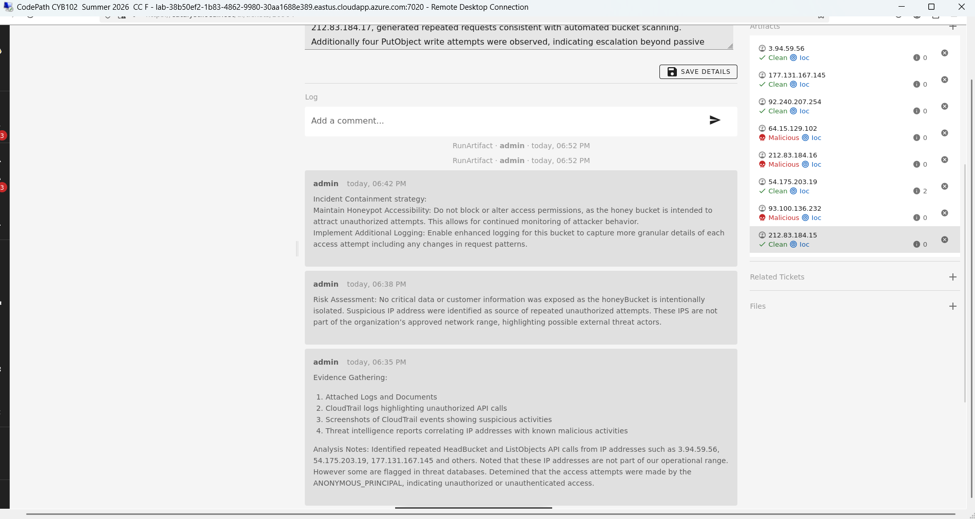 CodePath CYB102 Summer 2026 CC F - lab-38b50ef2-1b83-4862-9980-30aa1688e389.eastus.cloudapp.azure.com:7020 - Remote Desktop Connection
212.83.184.17, generated repeated requests consistent with automated bucket scanning.
Additionally four PutObject write attempts were observed, indicating escalation beyond passive
SAVE DETAILS
Log
Add a comment...
RunArtifact · admin · today, 06:52 PM
RunArtifact · admin · today, 06:52 PM
admin today, 06:42 PM
Incident Containment strategy:
Maintain Honeypot Accessibility: Do not block or alter access permissions, as the honey bucket is intended to
attract unauthorized attempts. This allows for continued monitoring of attacker behavior.
Implement Additional Logging: Enable enhanced logging for this bucket to capture more granular details of each
access attempt including any changes in request patterns.
admin today, 06:38 PM
Risk Assessment: No critical data or customer information was exposed as the honeyBucket is intentionally
isolated. Suspicious IP address were identified as source of repeated unauthorized attempts. These IPS are not
part of the organization's approved network range, highlighting possible external threat actors.
admin today, 06:35 PM
Evidence Gathering:
1. Attached Logs and Documents
2. CloudTrail logs highlighting unauthorized API calls
3. Screenshots of CloudTrail events showing suspicious activities
4. Threat intelligence reports correlating IP addresses with known malicious activities
Analysis Notes: Identified repeated HeadBucket and ListObjects API calls from IP addresses such as 3.94.59.56,
54.175.203.19, 177.131.167.145 and others. Noted that these IP addresses are not part of our operational range.
However some are flagged in threat databases. Detemined that the access attempts were made by the
ANONYMOUS_PRINCIPAL, indicating unauthorized or unauthenticated access.
Artifacts
3.94.59.56
Clean Ioc 0
177.131.167.145
Clean Ioc 0
92.240.207.254
Clean Ioc 0
64.15.129.102
Malicious Ioc 0
212.83.184.16
Malicious Ioc 0
54.175.203.19
Clean Ioc 2
93.100.136.232
Malicious Ioc 0
212.83.184.15
Clean Ioc 0
Related Tickets
Files
3
3